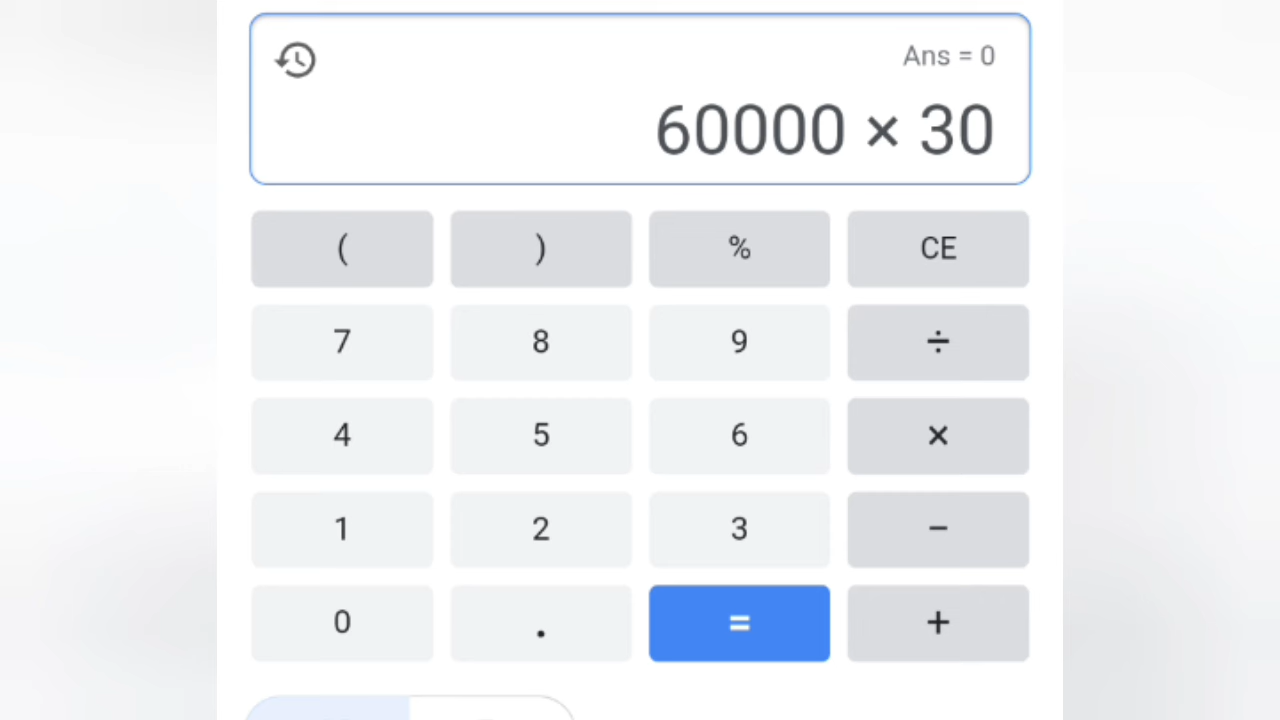 Ans = 0
60000 × 30
( ) % CE
7 8 9 ÷
4 5 6 ×
1 2 3 −
0 . = +